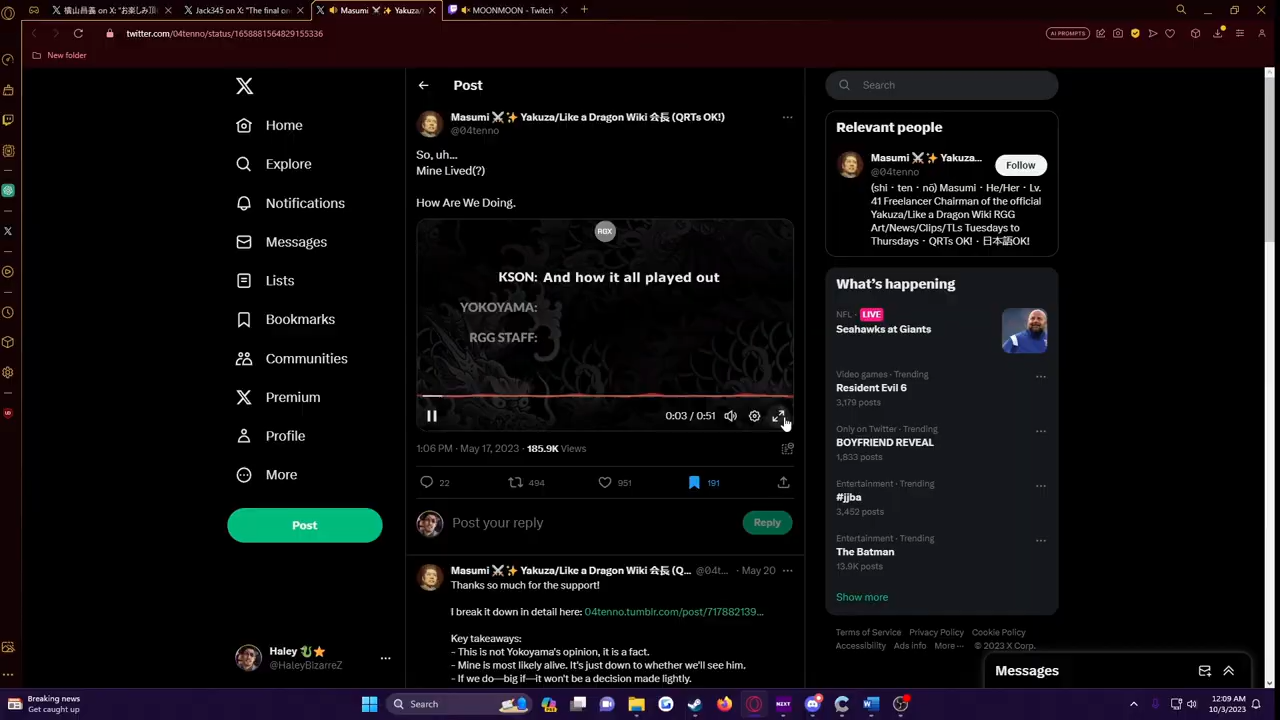 横山昌義 on X: "お楽しみ頂
Jack345 on X: "The final on
Masumi ⚔️ ✨ Yakuza/
MOONMOON - Twitch
twitter.com/04tenno/status/1658881564829155336
AI PROMPTS
New folder
Post
Search
Home
Explore
Notifications
Messages
Lists
Bookmarks
Communities
Premium
Profile
More
Post
Haley
@HaleyBizarreZ
Masumi ⚔️ ✨ Yakuza/Like a Dragon Wiki 会長 (QRTs OK!)
@04tenno
So, uh...
Mine Lived(?)
How Are We Doing.
RGX
KSON: And how it all played out
YOKOYAMA:
RGG STAFF:
0:03 / 0:51
1:06 PM · May 17, 2023 · 185.9K Views
22 494 951 191
Post your reply
Reply
Masumi ⚔️ ✨ Yakuza/Like a Dragon Wiki 会長 (Q... @04t... · May 20
Thanks so much for the support!
I break it down in detail here: 04tenno.tumblr.com/post/717882139...
Key takeaways:
- This is not Yokoyama's opinion, it is a fact.
- Mine is most likely alive. It's just down to whether we'll see him.
- If we do—big if—it won't be a decision made lightly.
Relevant people
Masumi ⚔️ ✨ Yakuza...
@04tenno
Follow
(shi・ten・nō) Masumi・He/Her・Lv.
41 Freelancer Chairman of the official
Yakuza/Like a Dragon Wiki RGG
Art/News/Clips/TLs Tuesdays to
Thursdays・QRTs OK!・日本語OK!
What's happening
NFL · LIVE
Seahawks at Giants
Video games · Trending
Resident Evil 6
3,179 posts
Only on Twitter · Trending
BOYFRIEND REVEAL
1,833 posts
Entertainment · Trending
#jjba
3,452 posts
Entertainment · Trending
The Batman
13.9K posts
Show more
Terms of Service Privacy Policy Cookie Policy
Accessibility Ads info More ··· © 2023 X Corp.
Messages
Breaking news
Get caught up
Search
PRE
NEXT
12:09 AM
10/3/2023